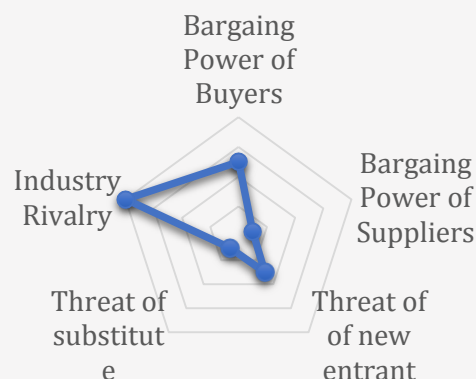 Bargaing
Power of
Buyers
Bargaing
Power of
Suppliers
Industry
Rivalry
Threat of
substitut
e
Threat of
of new
entrant